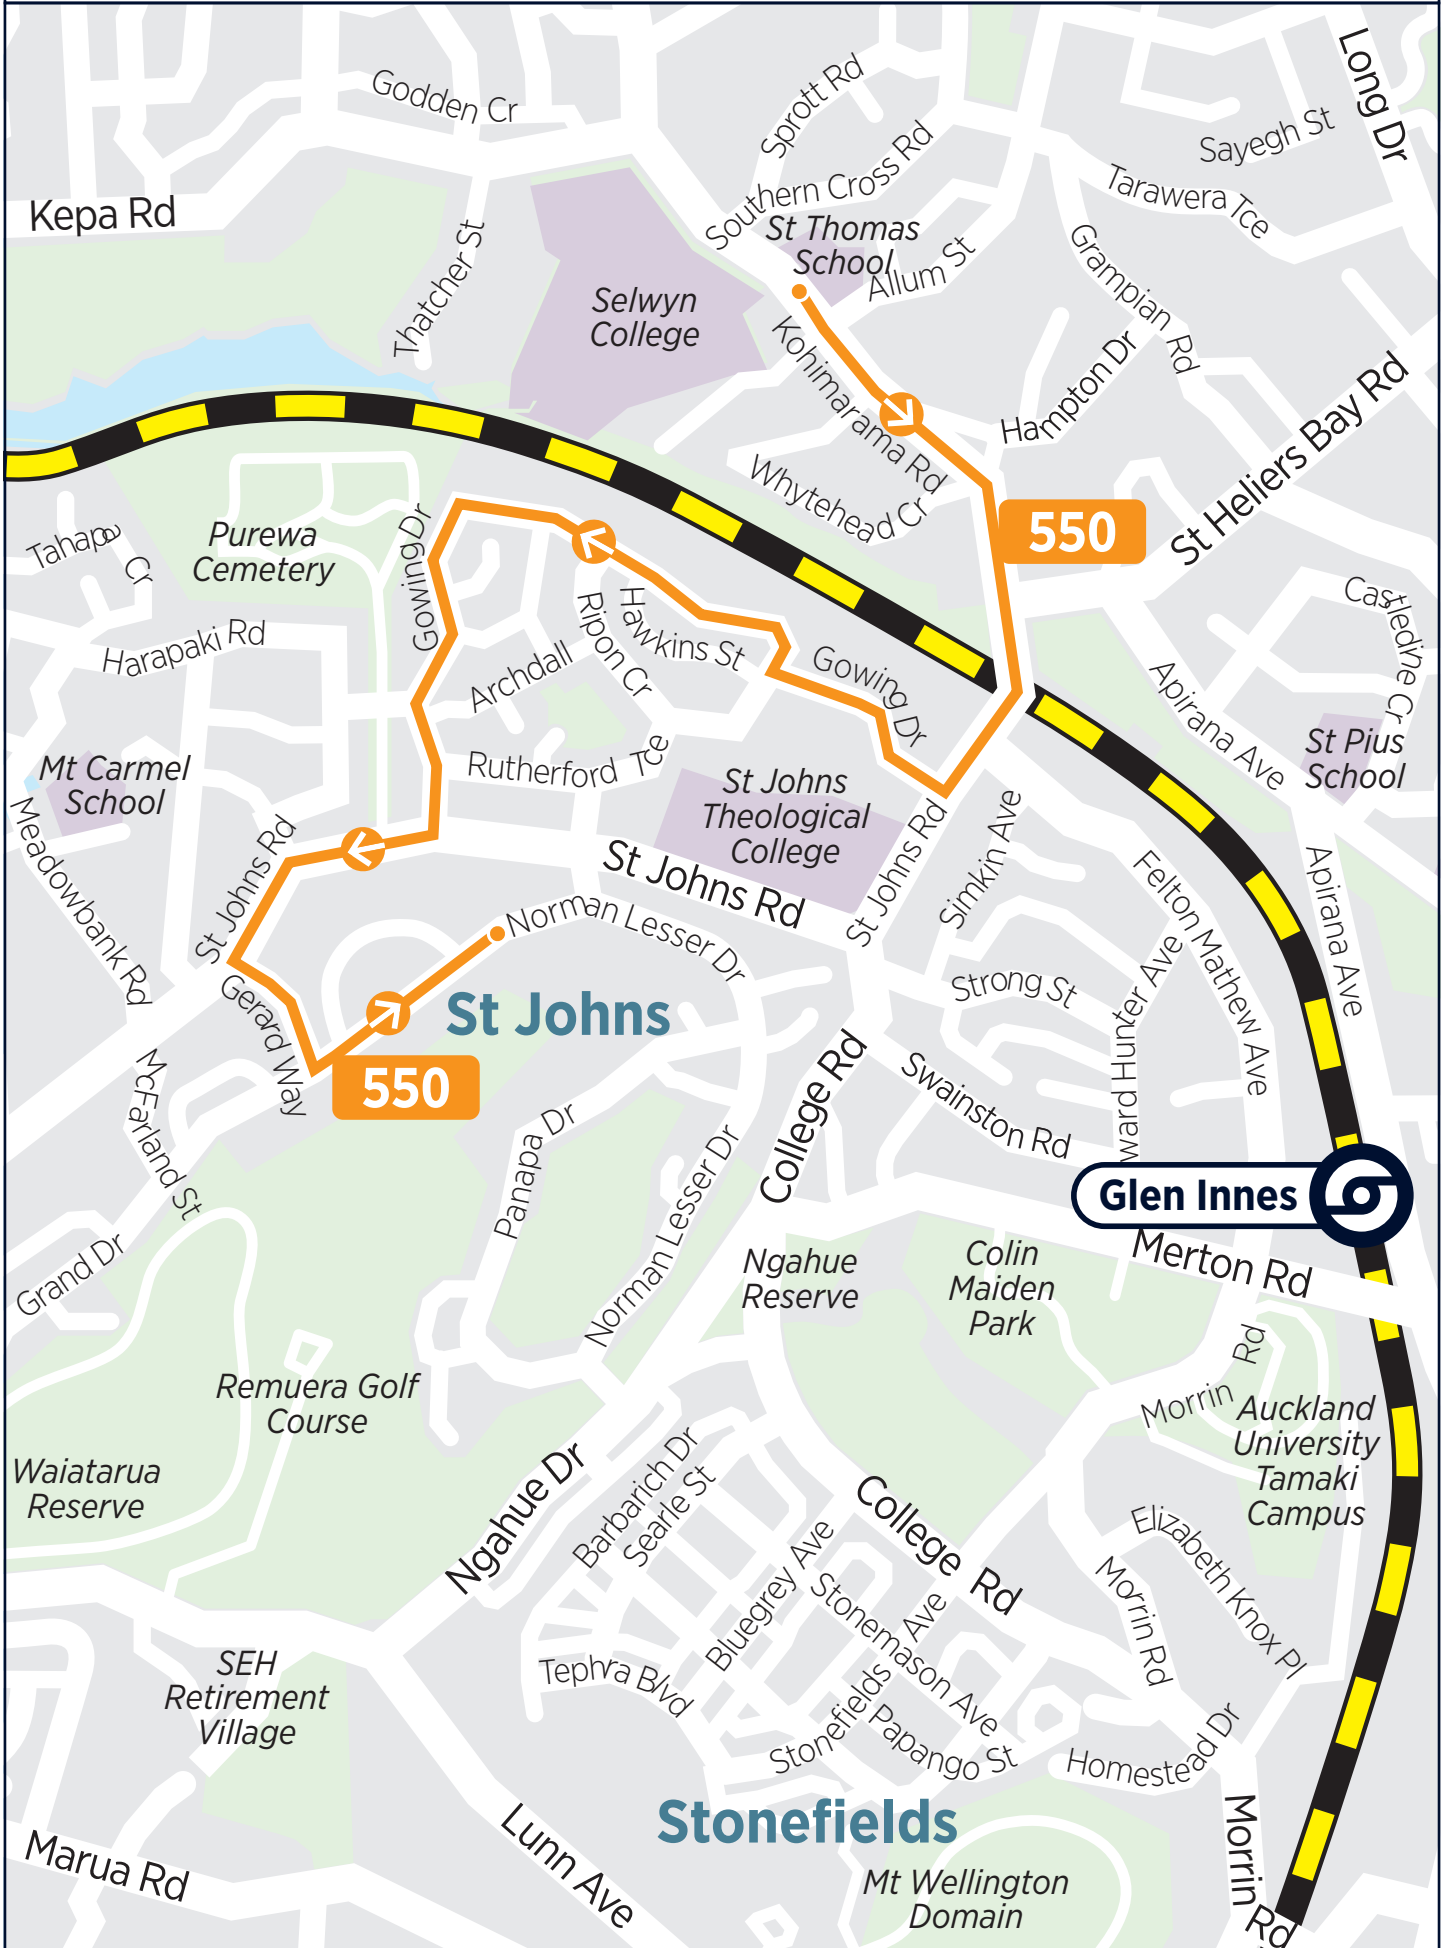 Godden Cr
Sprott Rd
Long Dr
Sayegh St
Southern Cross Rd
Tarawera Tce
Kepa Rd
St Thomas
School
Allum St
Thatcher St
Grampian Rd
Selwyn
College
Kohimarama Rd
Hampton Dr
St Heliers Bay Rd
Whytehead Cr
550
Tahapa Cr
Purewa
Cemetery
Gowing Dr
Castledine Cr
Harapaki Rd
Archdall
Ripon Cr
Hawkins St
Gowing Dr
Apirana Ave
St Pius
School
Mt Carmel
School
Rutherford Tce
St Johns
Theological
College
Meadowbank Rd
St Johns Rd
St Johns Rd
St Johns Rd
Simkin Ave
Felton Mathew Ave
Apirana Ave
Norman Lesser Dr
Gerard Way
St Johns
Strong St
ward Hunter Ave
550
McFarland St
College Rd
Swainston Rd
Panapa Dr
Norman Lesser Dr
Glen Innes
Grand Dr
Ngahue
Reserve
Colin
Maiden
Park
Merton Rd
Remuera Golf
Course
Morrin Rd
Auckland
University
Tamaki
Campus
Waiatarua
Reserve
Ngahue Dr
Barbarich Dr
Searle St
College Rd
Elizabeth Knox Pl
Bluegrey Ave
Stonemason Ave
Morrin Rd
SEH
Retirement
Village
Tephra Blvd
Stonefields Ave
Papango St
Homestead Dr
Stonefields
Lunn Ave
Marua Rd
Mt Wellington
Domain
Morrin Rd